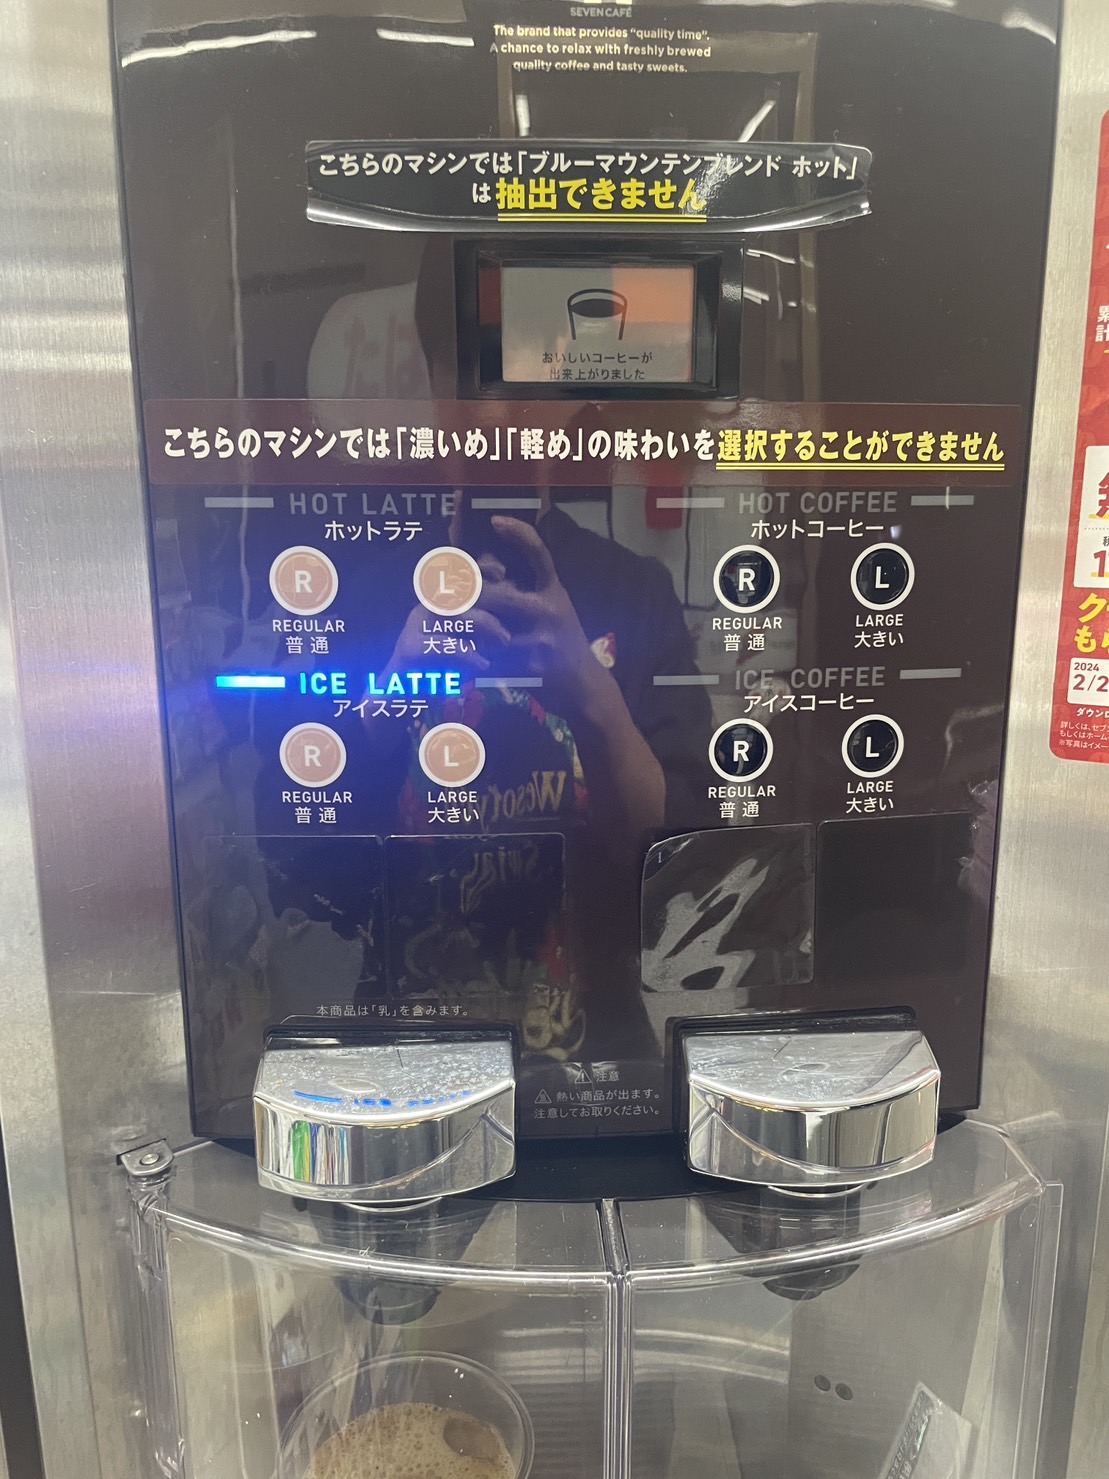 SEVEN CAFÉ
The brand that provides "quality time".
A chance to relax with freshly brewed
quality coffee and tasty sweets.
こちらのマシンでは「ブルーマウンテンブレンド ホット」
は抽出できません
おいしいコーヒーが
出来上がりました
こちらのマシンでは「濃いめ」「軽め」の味わいを選択することができません
HOT LATTE
ホットラテ
R
L
REGULAR
LARGE
普通
大きい
HOT COFFEE
ホットコーヒー
R
L
REGULAR
LARGE
普通
大きい
ICE LATTE
アイスラテ
R
L
REGULAR
LARGE
普通
大きい
ICE COFFEE
アイスコーヒー
R
L
REGULAR
LARGE
普通
大きい
本商品は「乳」を含みます。
注意
熱い商品が出ます。
注意してお取りください。
2024
2/2
ダウンロ